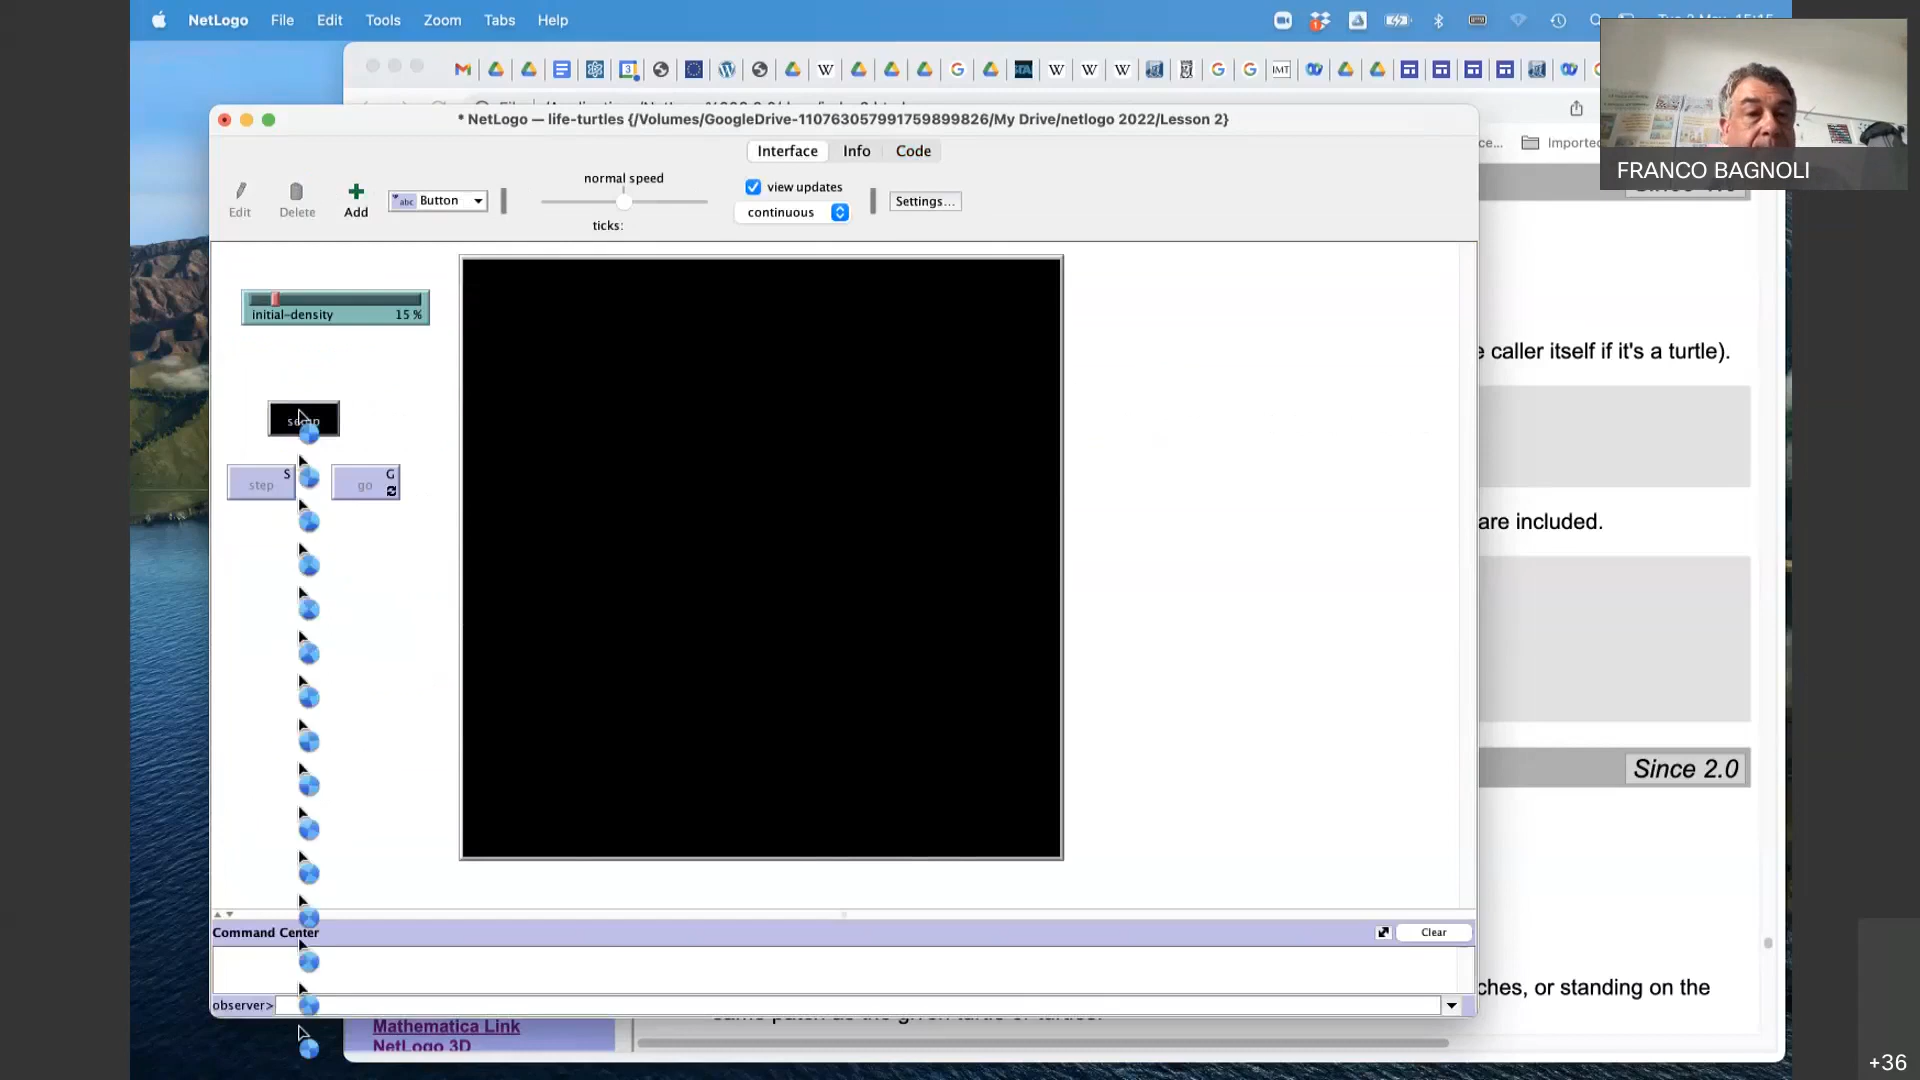 NetLogo File Edit Tools Zoom Tabs Help
FRANCO BAGNOLI
* NetLogo — life-turtles {/Volumes/GoogleDrive-110763057991759899826/My Drive/netlogo 2022/Lesson 2}
Interface Info Code
Edit Delete Add Button
normal speed
ticks:
view updates
continuous
Settings...
initial-density 15 %
S
step
G
go
Command Center
Clear
observer>
ce... Imported
caller itself if it's a turtle).
are included.
Since 2.0
ches, or standing on the
Mathematica Link
NetLogo 3D
+36